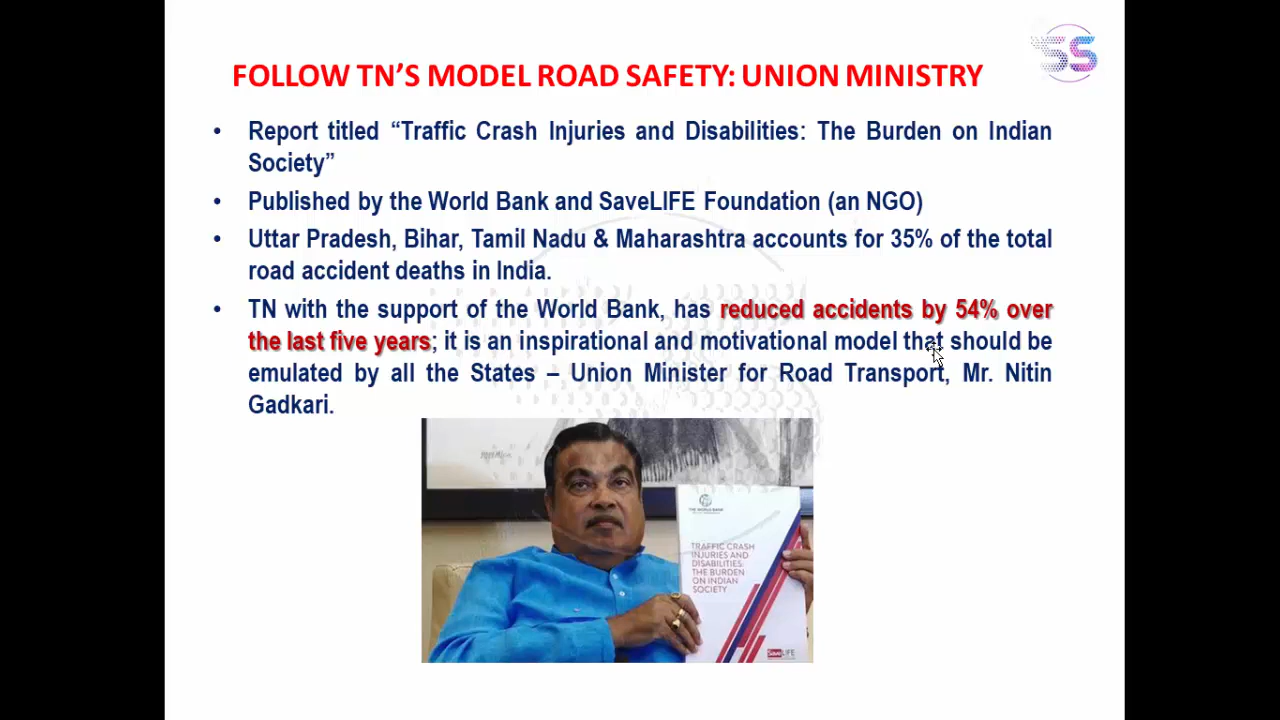 SS
FOLLOW TN’S MODEL ROAD SAFETY: UNION MINISTRY
• Report titled “Traffic Crash Injuries and Disabilities: The Burden on Indian
Society”
• Published by the World Bank and SaveLIFE Foundation (an NGO)
• Uttar Pradesh, Bihar, Tamil Nadu & Maharashtra accounts for 35% of the total
road accident deaths in India.
• TN with the support of the World Bank, has reduced accidents by 54% over
the last five years; it is an inspirational and motivational model that should be
emulated by all the States – Union Minister for Road Transport, Mr. Nitin
Gadkari.
THE WORLD BANK
TRAFFIC CRASH
INJURIES AND
DISABILITIES:
THE BURDEN
ON INDIAN
SOCIETY
SaveLIFE